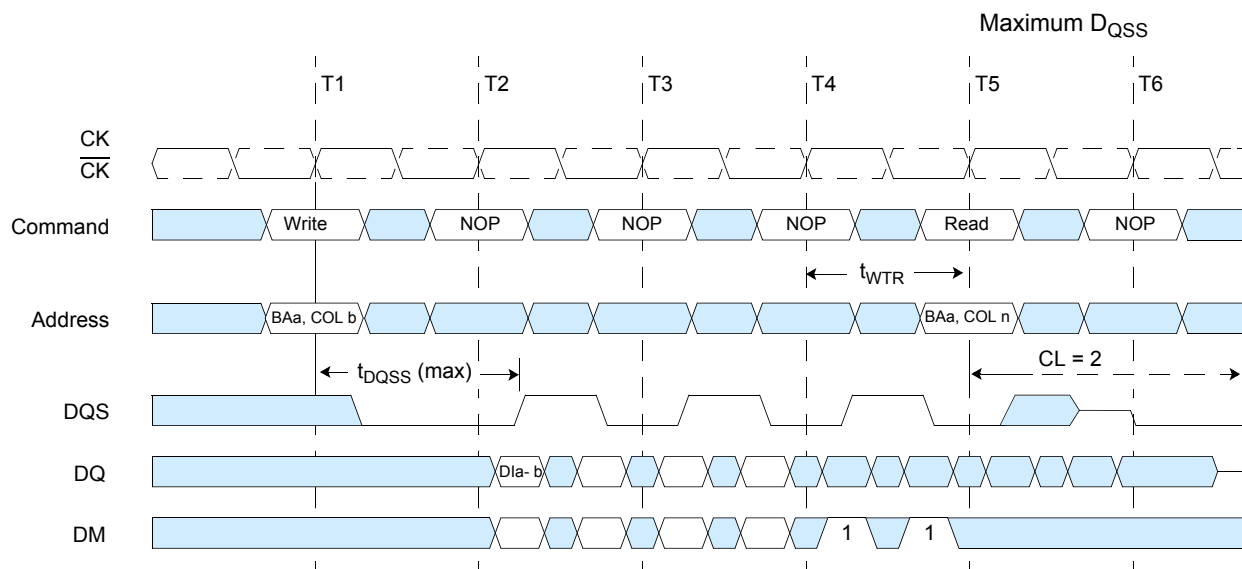 Maximum DQSS
T1 T2 T3 T4 T5 T6
CK
CK
Command Write NOP NOP NOP Read NOP
tWTR
Address BAa, COL b BAa, COL n
tDQSS (max) CL = 2
DQS
DQ DIa- b
DM 1 1